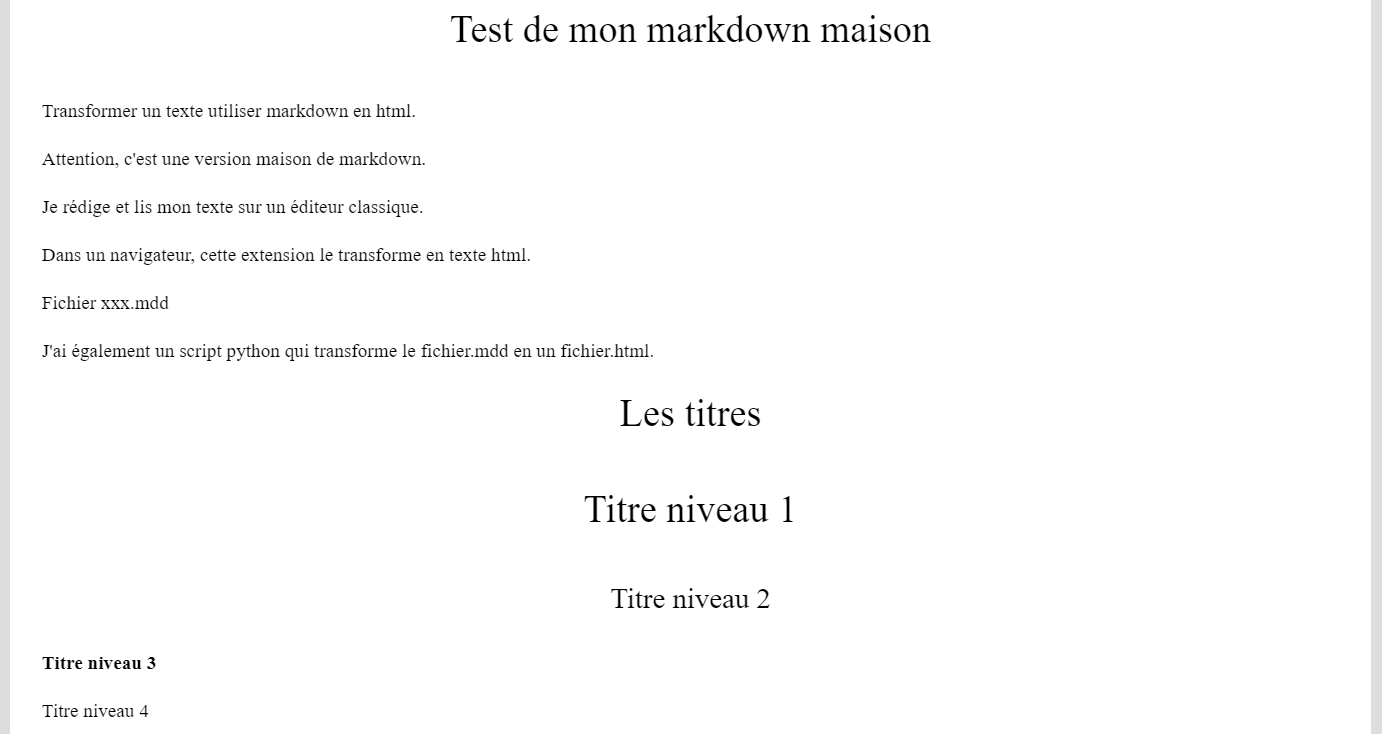 Test de mon markdown maison
Transformer un texte utiliser markdown en html.
Attention, c'est une version maison de markdown.
Je rédige et lis mon texte sur un éditeur classique.
Dans un navigateur, cette extension le transforme en texte html.
Fichier xxx.mdd
J'ai également un script python qui transforme le fichier.mdd en un fichier.html.
Les titres
Titre niveau 1
Titre niveau 2
Titre niveau 3
Titre niveau 4